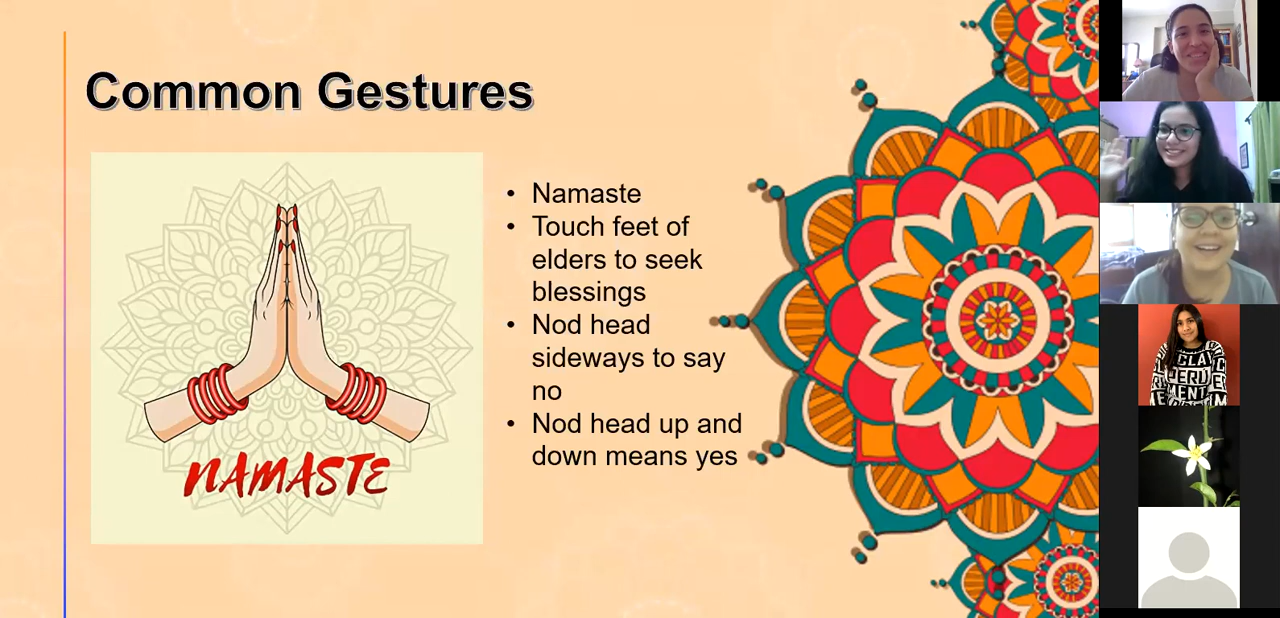 Common Gestures
NAMASTE
• Namaste
• Touch feet of
elders to seek
blessings
• Nod head
sideways to say
no
• Nod head up and
down means yes
PERU